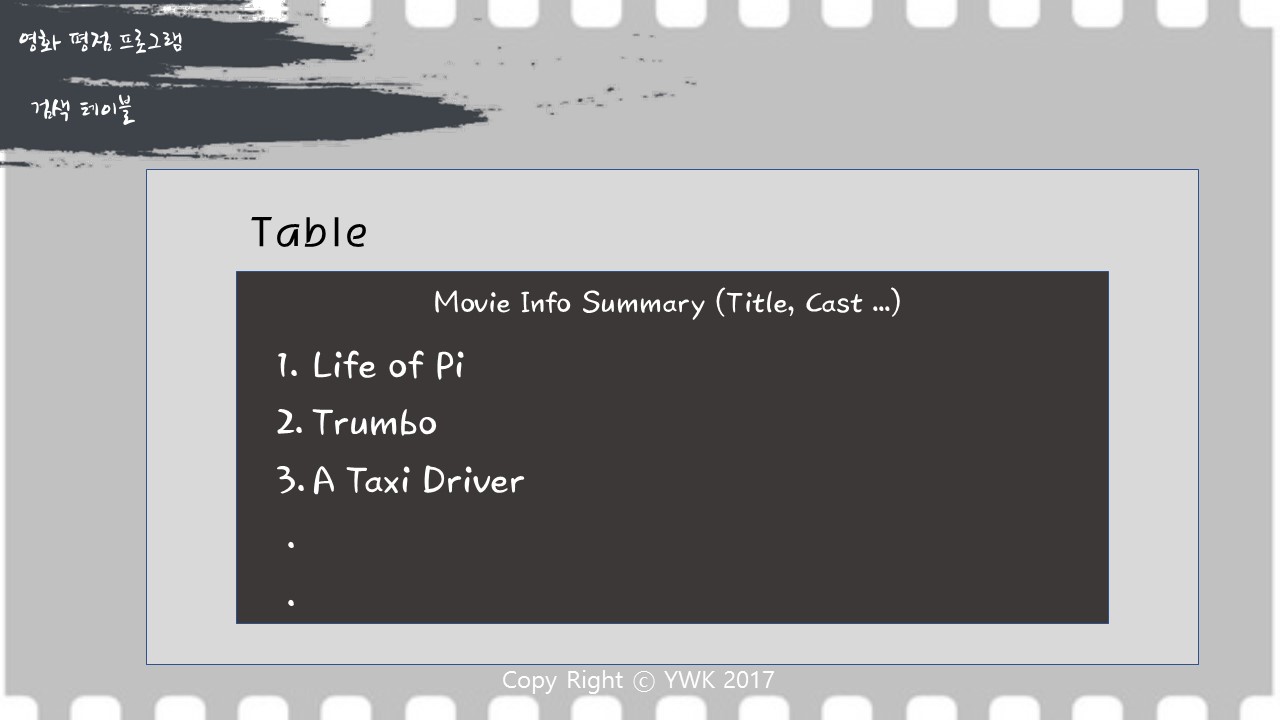 영화 평점 프로그램
검색 테이블
Table
Movie Info Summary (Title, Cast ...)
1. Life of Pi
2. Trumbo
3. A Taxi Driver
.
.
Copy Right ⓒ YWK 2017